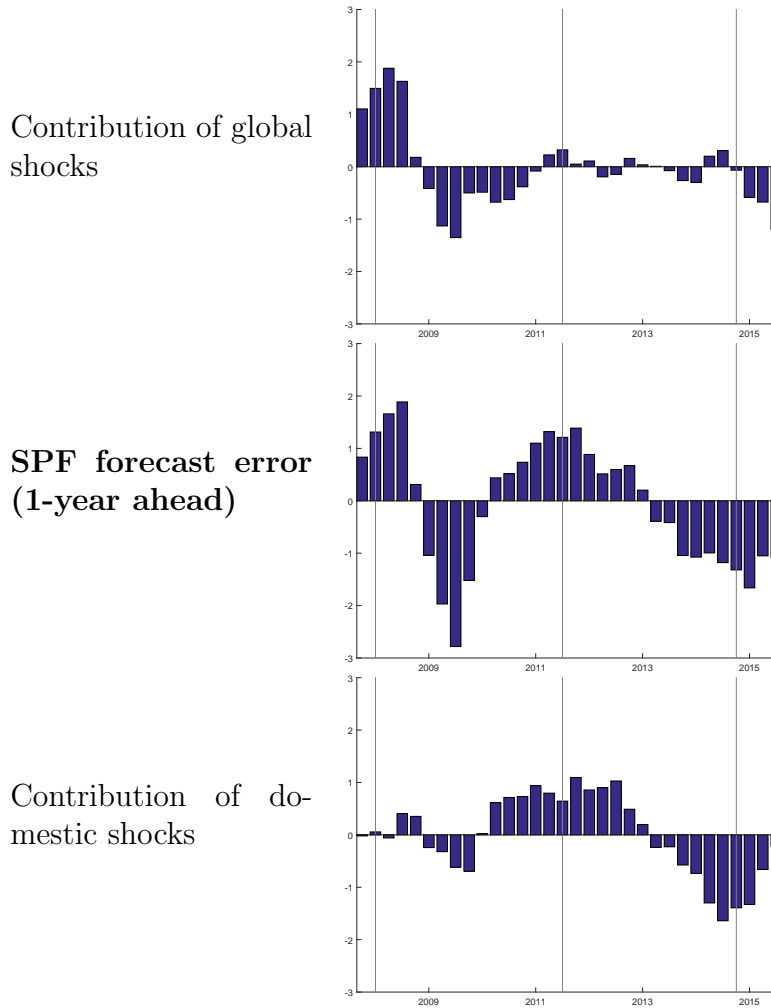 3
2
1
0
-1
-2
-3
2009 2011 2013 2015
Contribution of global
shocks
3
2
1
0
-1
-2
-3
2009 2011 2013 2015
SPF forecast error
(1-year ahead)
3
2
1
0
-1
-2
-3
2009 2011 2013 2015
Contribution of do-
mestic shocks